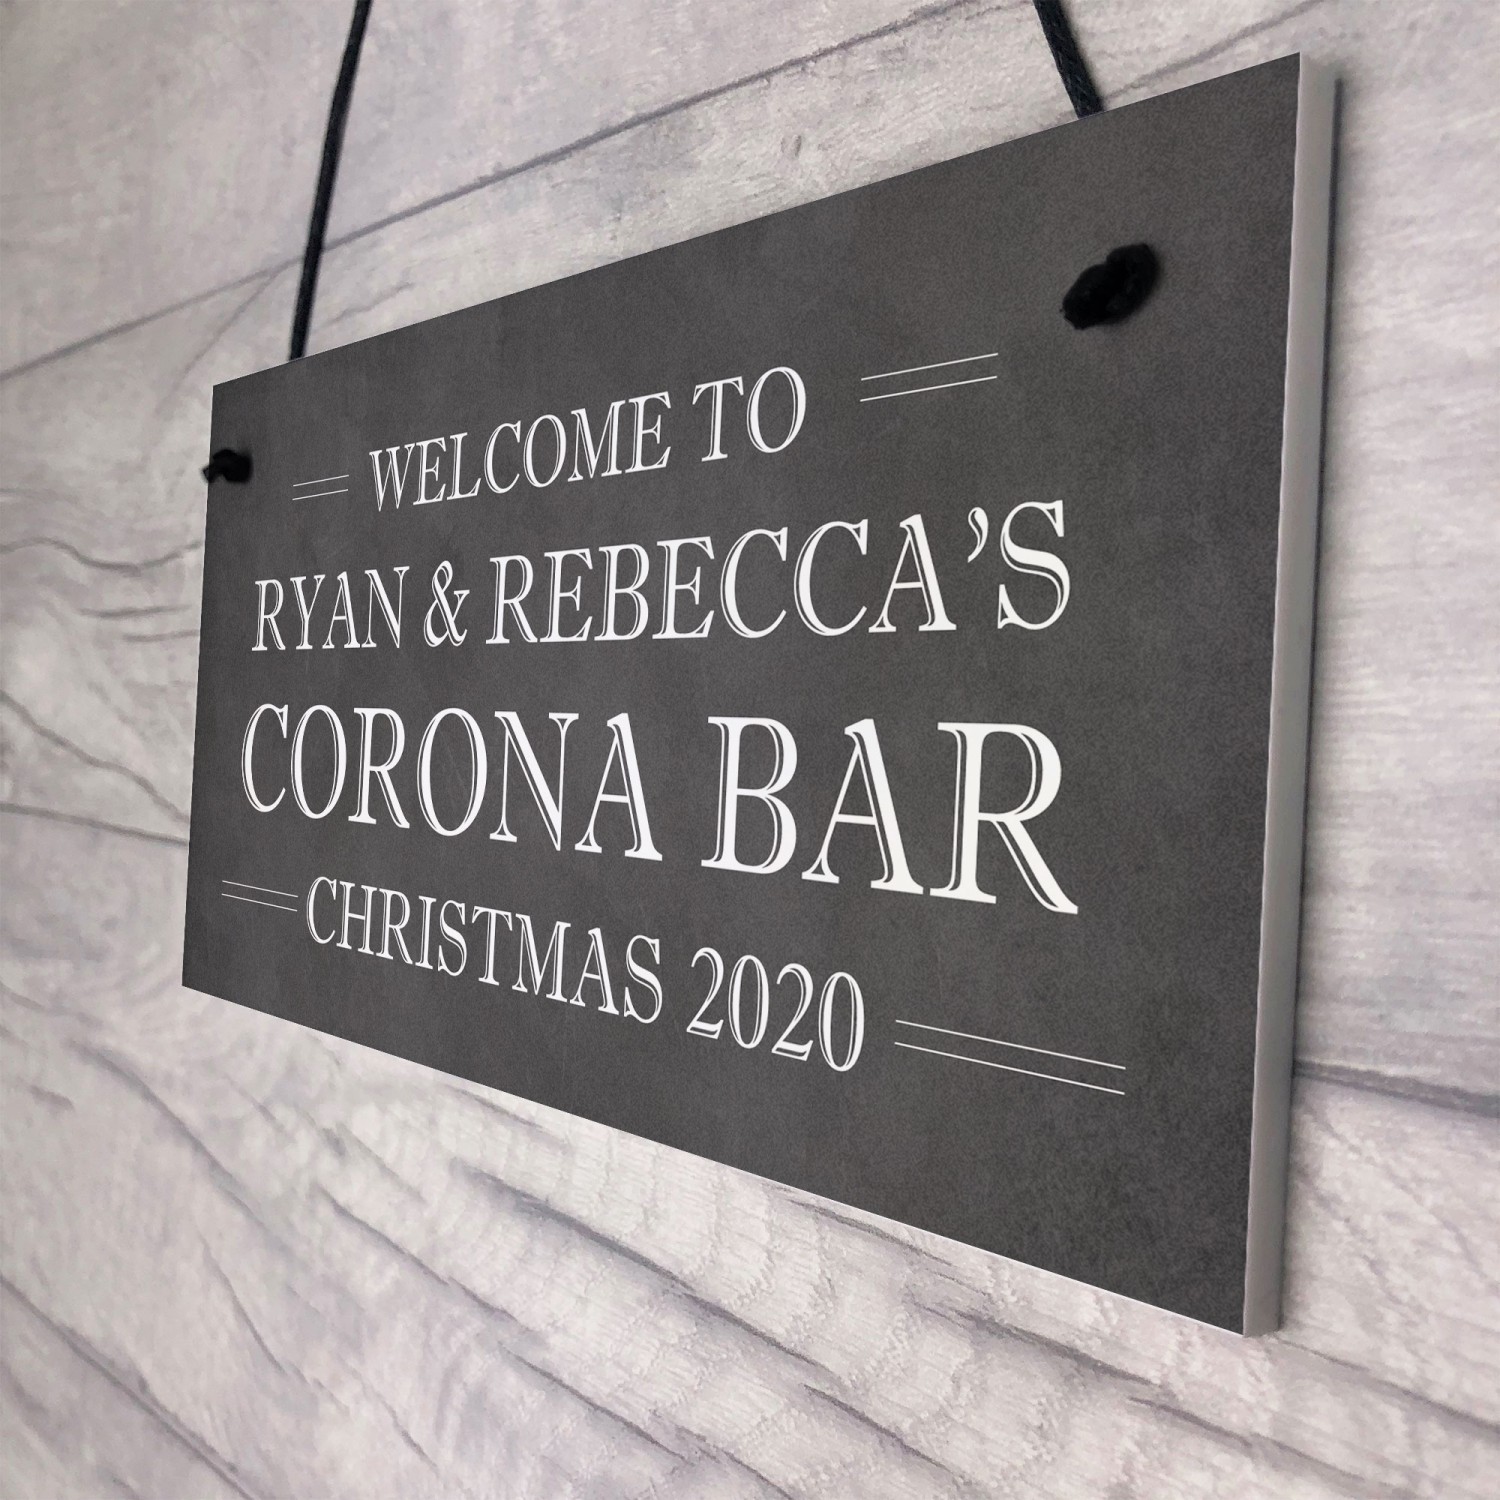 WELCOME TO
RYAN & REBECCA'S
CORONA BAR
CHRISTMAS 2020